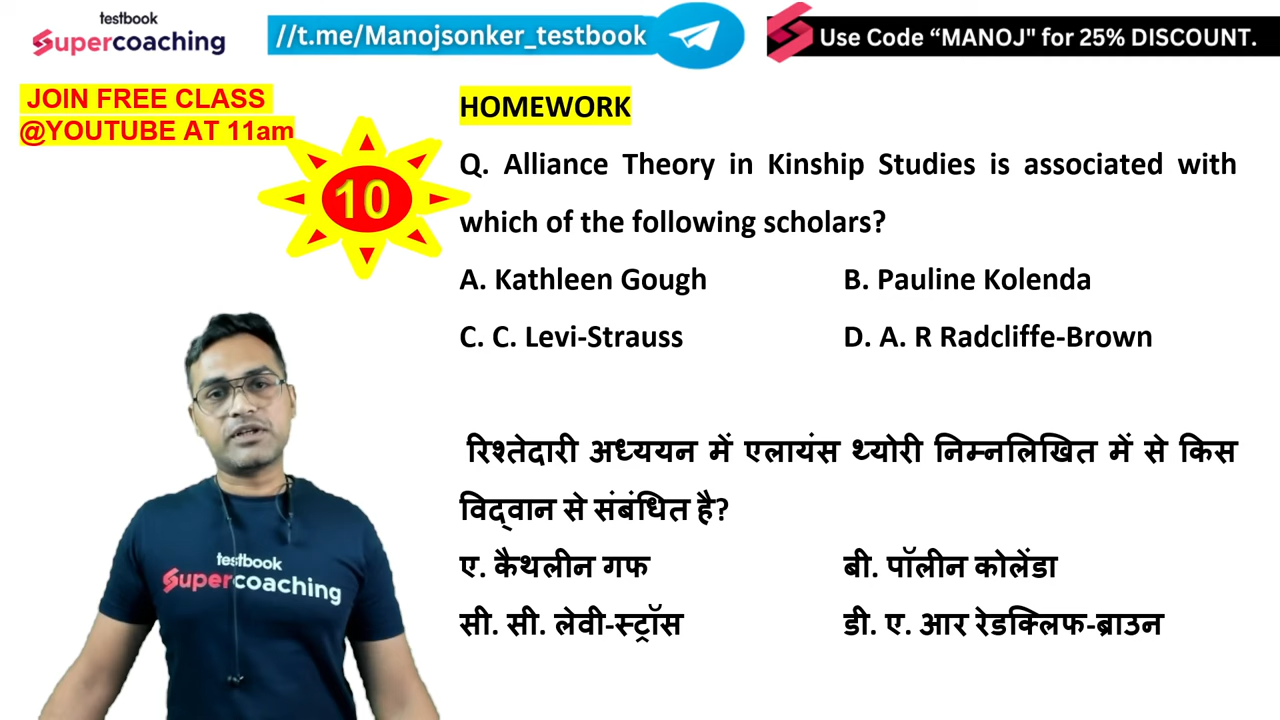 testbook
Supercoaching
//t.me/Manojsonker_testbook
Use Code “MANOJ" for 25% DISCOUNT.
JOIN FREE CLASS
@YOUTUBE AT 11am
10
HOMEWORK
Q. Alliance Theory in Kinship Studies is associated with
which of the following scholars?
A. Kathleen Gough B. Pauline Kolenda
C. C. Levi-Strauss D. A. R Radcliffe-Brown
रिश्तेदारी अध्ययन में एलायंस थ्योरी निम्नलिखित में से किस
विद्वान से संबंधित है?
ए. कैथलीन गफ बी. पॉलीन कोलेंडा
सी. सी. लेवी-स्ट्रॉस डी. ए. आर रेडक्लिफ-ब्राउन
testbook
Supercoaching